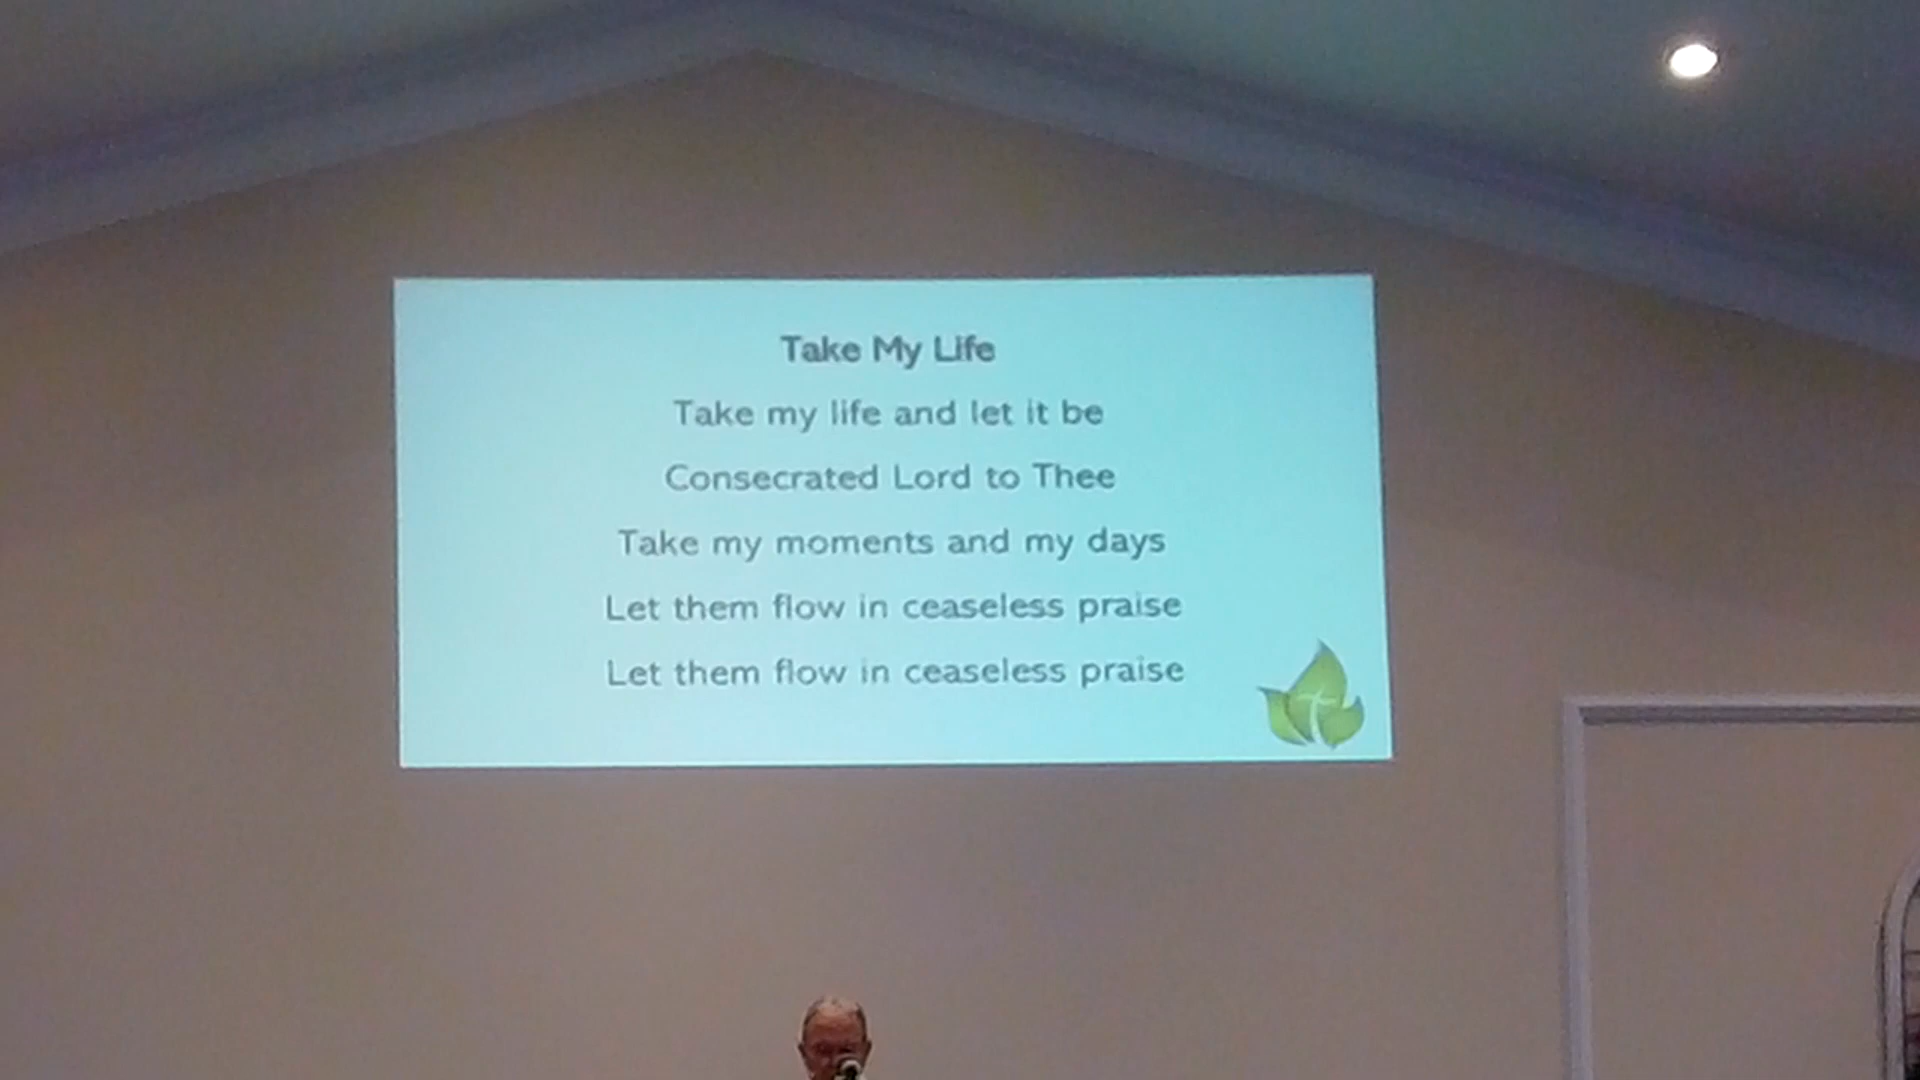 Take My Life
Take my life and let it be
Consecrated Lord to Thee
Take my moments and my days
Let them flow in ceaseless praise
Let them flow in ceaseless praise